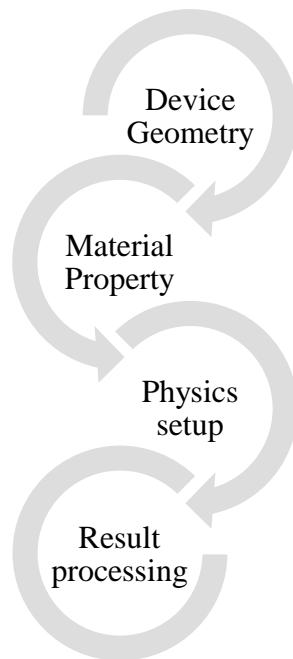 Device
Geometry
Material
Property
Physics
setup
Result
processing